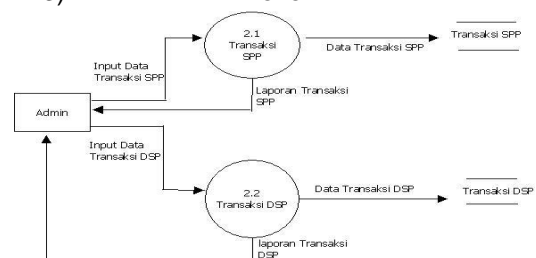 2.1
Transaksi
SPP
Transaksi SPP
Data Transaksi SPP
Input Data
Transaksi SPP
Laporan Transaksi
SPP
Admin
Input Data
Transaksi DSP
2.2
Transaksi DSP
Data Transaksi DSP
Transaksi DSP
laporan Transaksi
DSP